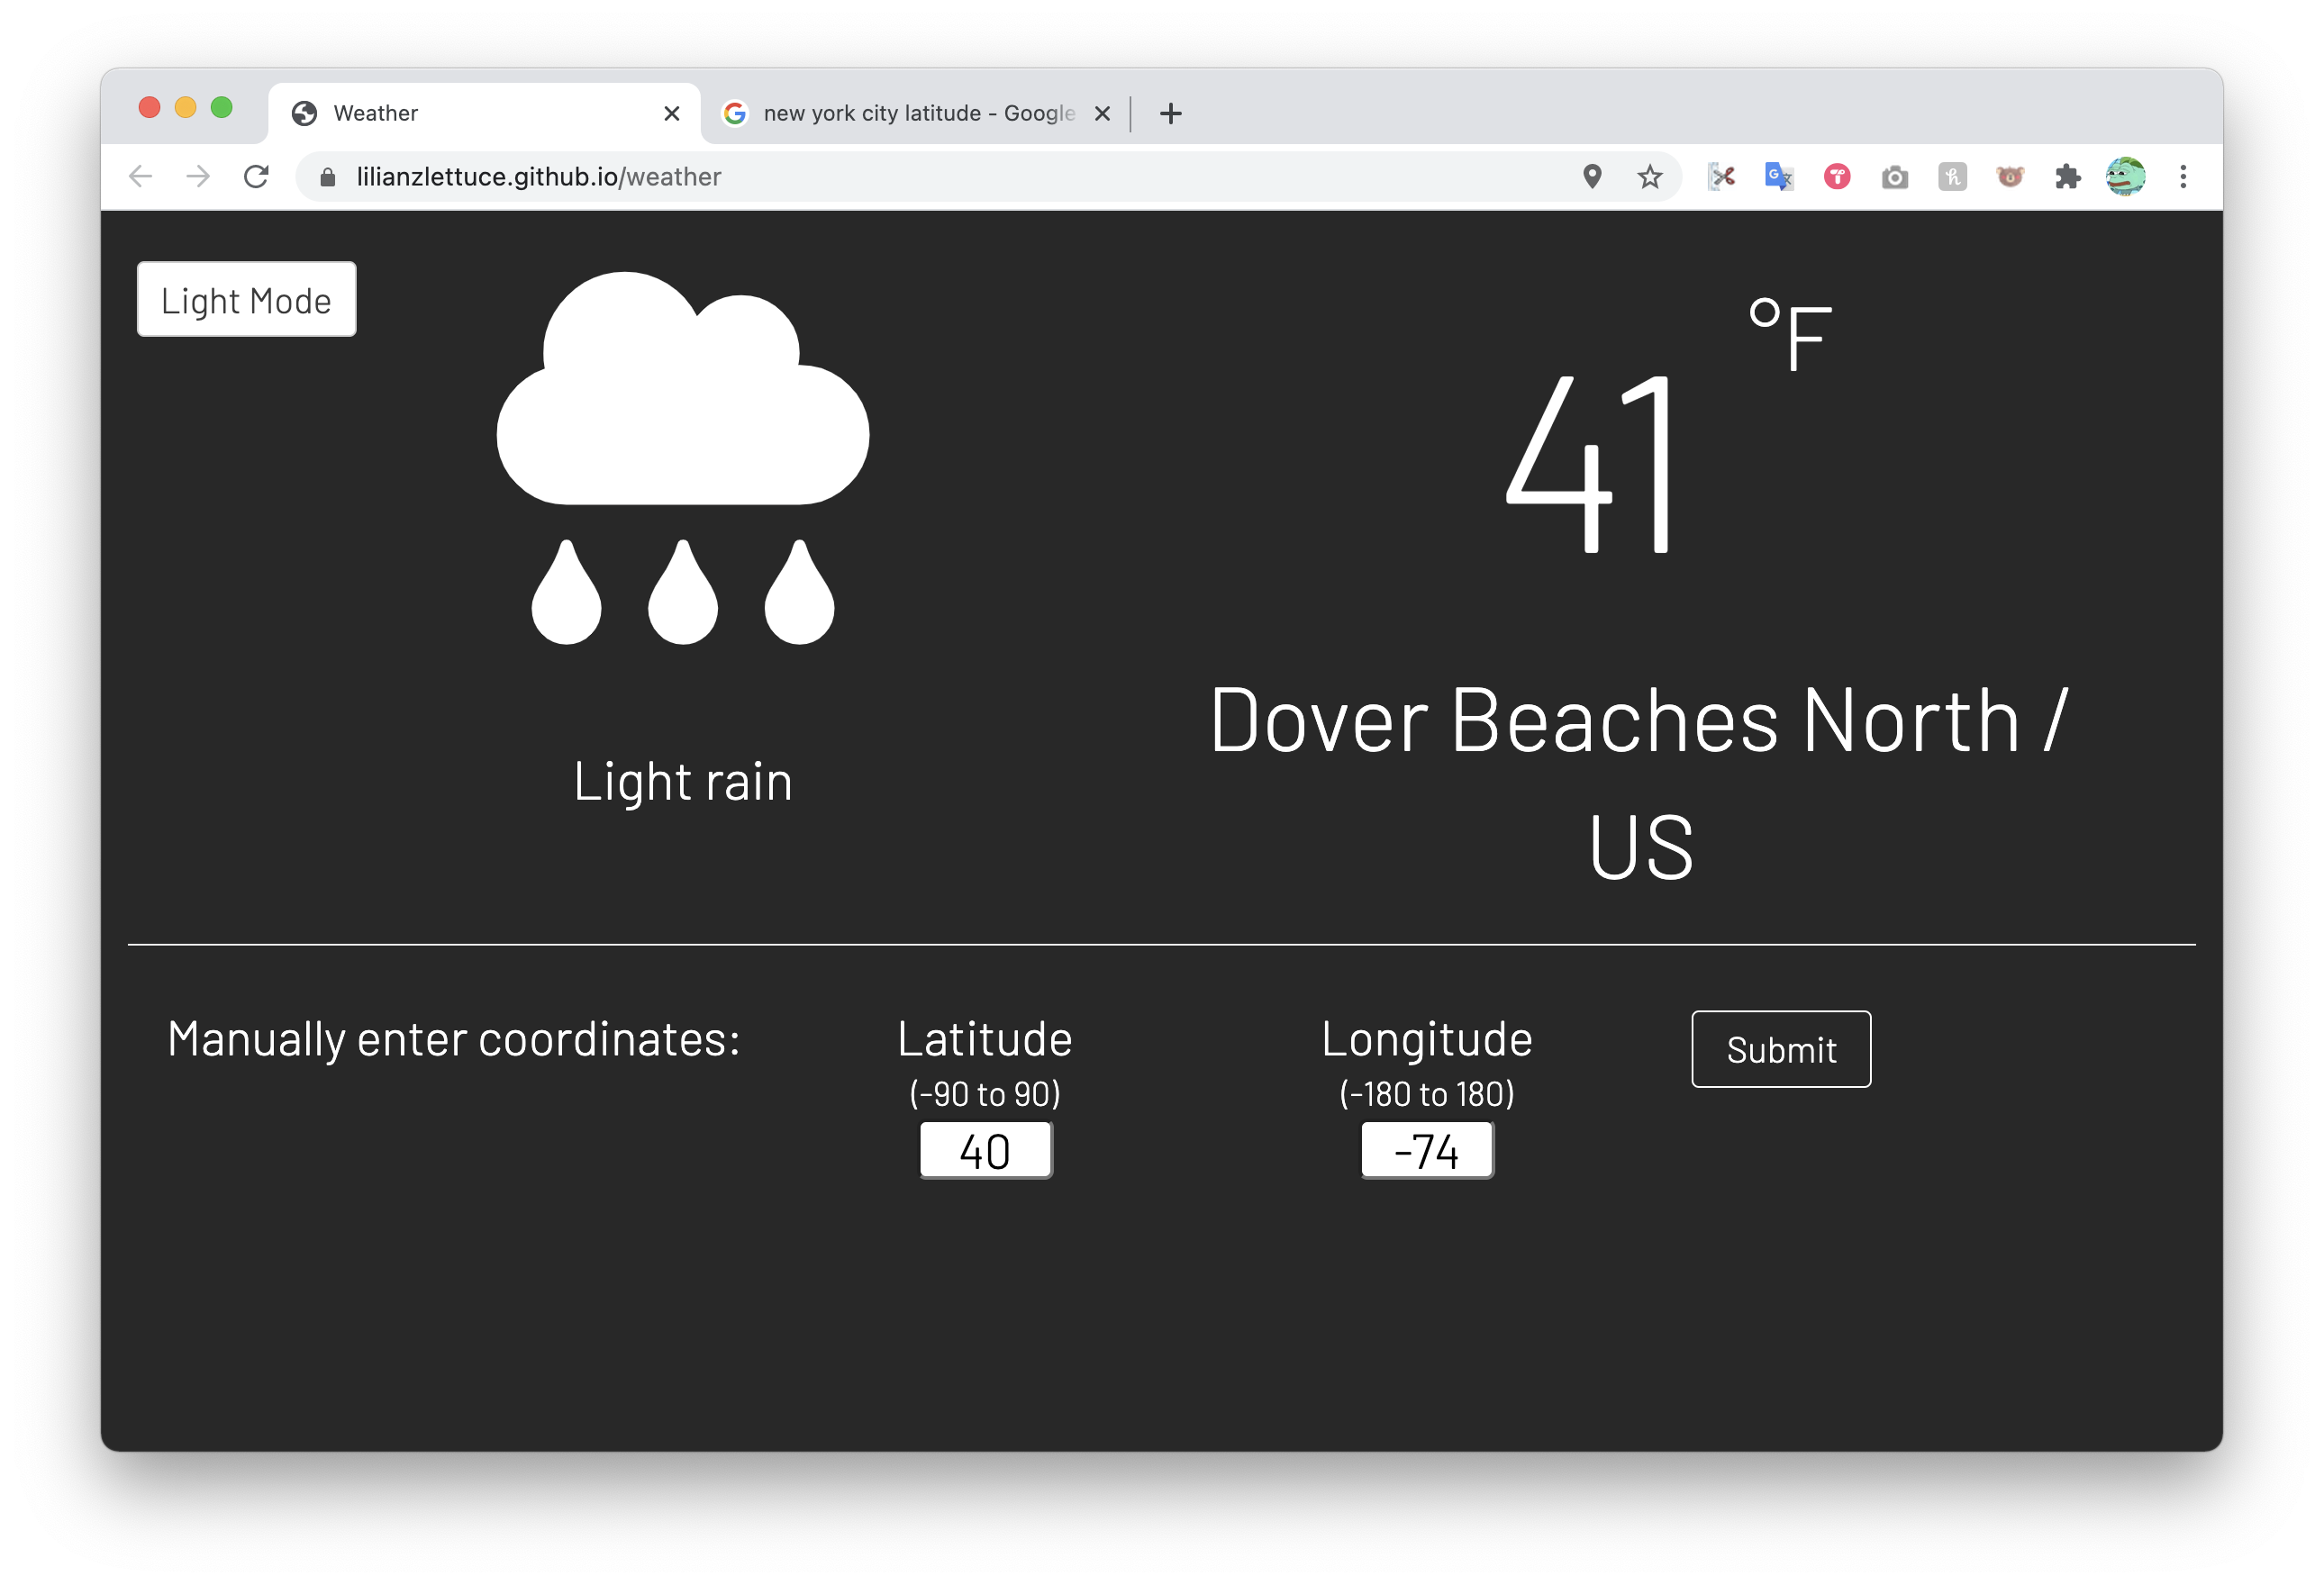 Weather
new york city latitude - Google
lilianzlettuce.github.io/weather
Light Mode
°F
41
Light rain
Dover Beaches North /
US
Manually enter coordinates:
Latitude
(-90 to 90)
40
Longitude
(-180 to 180)
-74
Submit